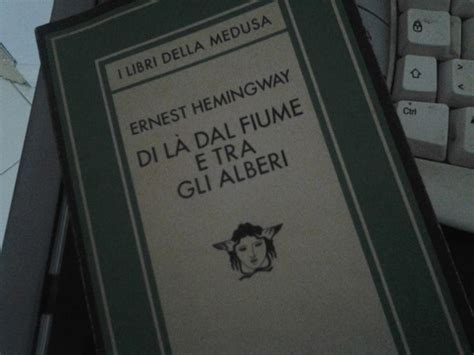 I LIBRI DELLA MEDUSA
ERNEST HEMINGWAY
DI LÀ DAL FIUME
E TRA
GLI ALBERI
Ctrl